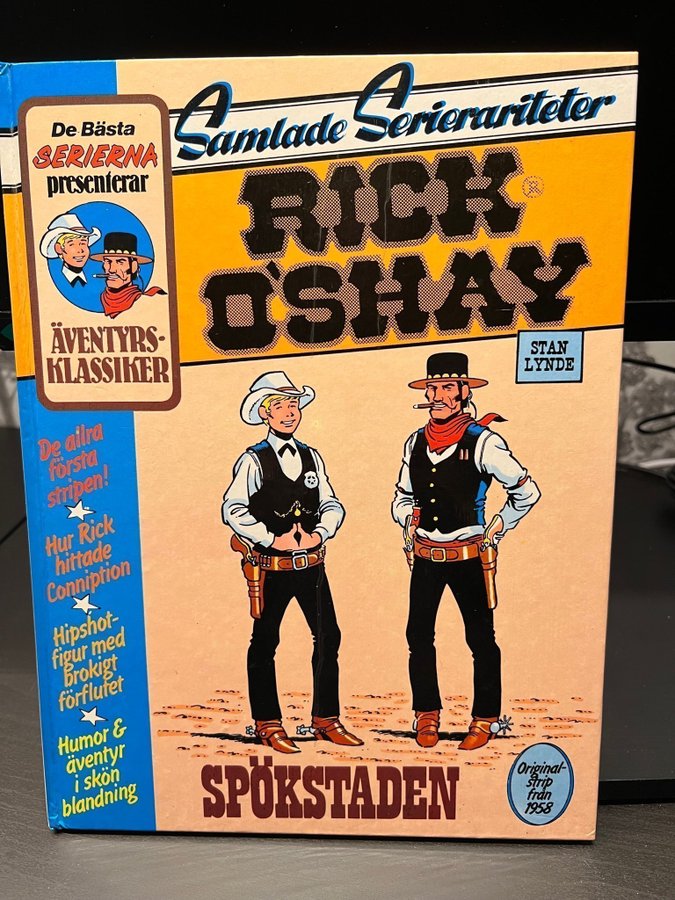 Samlade Serierariteter
De Bästa
SERIERNA
presenterar
ÄVENTYRS-
KLASSIKER
RICK
O'SHAY
STAN
LYNDE
De allra
första
stripen!
Hur Rick
hittade
Conniption
Hipshot-
figur med
brokigt
förflutet
Humor &
äventyr
i skön
blandning
SPÖKSTADEN
Original-
strip
från
1958